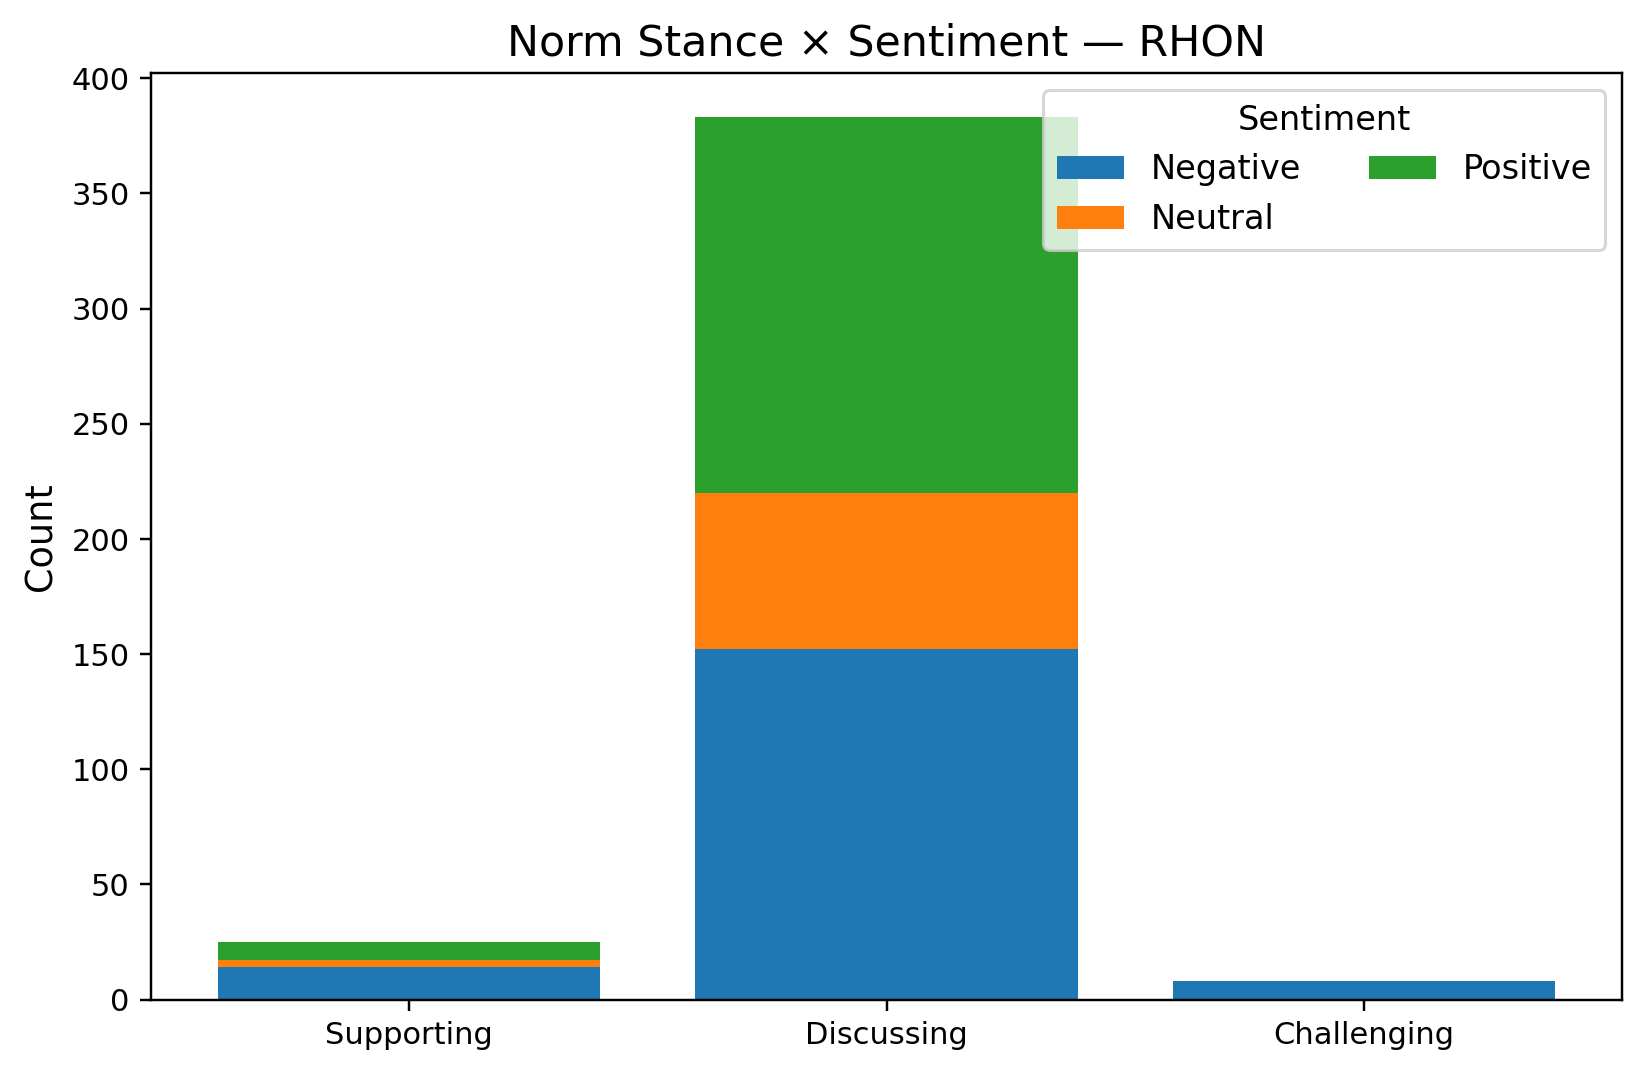 Norm Stance × Sentiment — RHON
400
350
300
250
200
150
100
50
0
Count
Sentiment
Negative
Neutral
Positive
Supporting
Discussing
Challenging